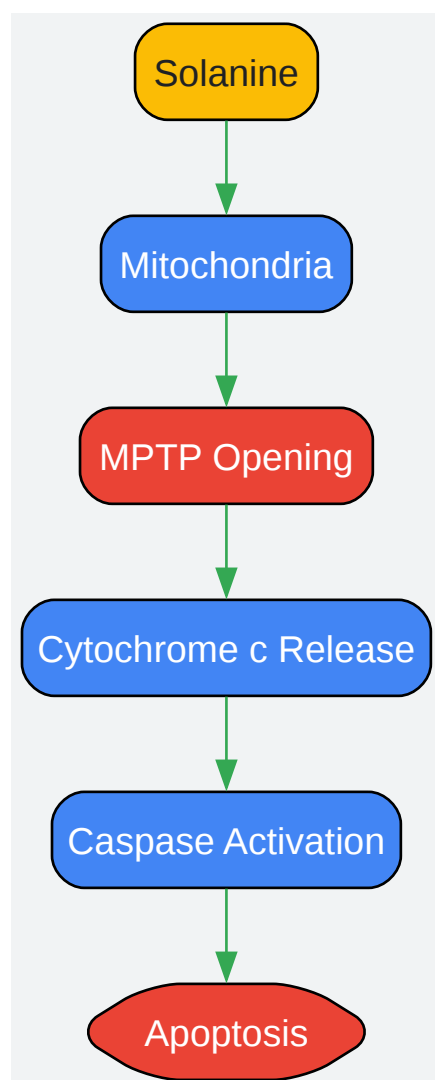 Solanine
Mitochondria
MPTP Opening
Cytochrome c Release
Caspase Activation
Apoptosis